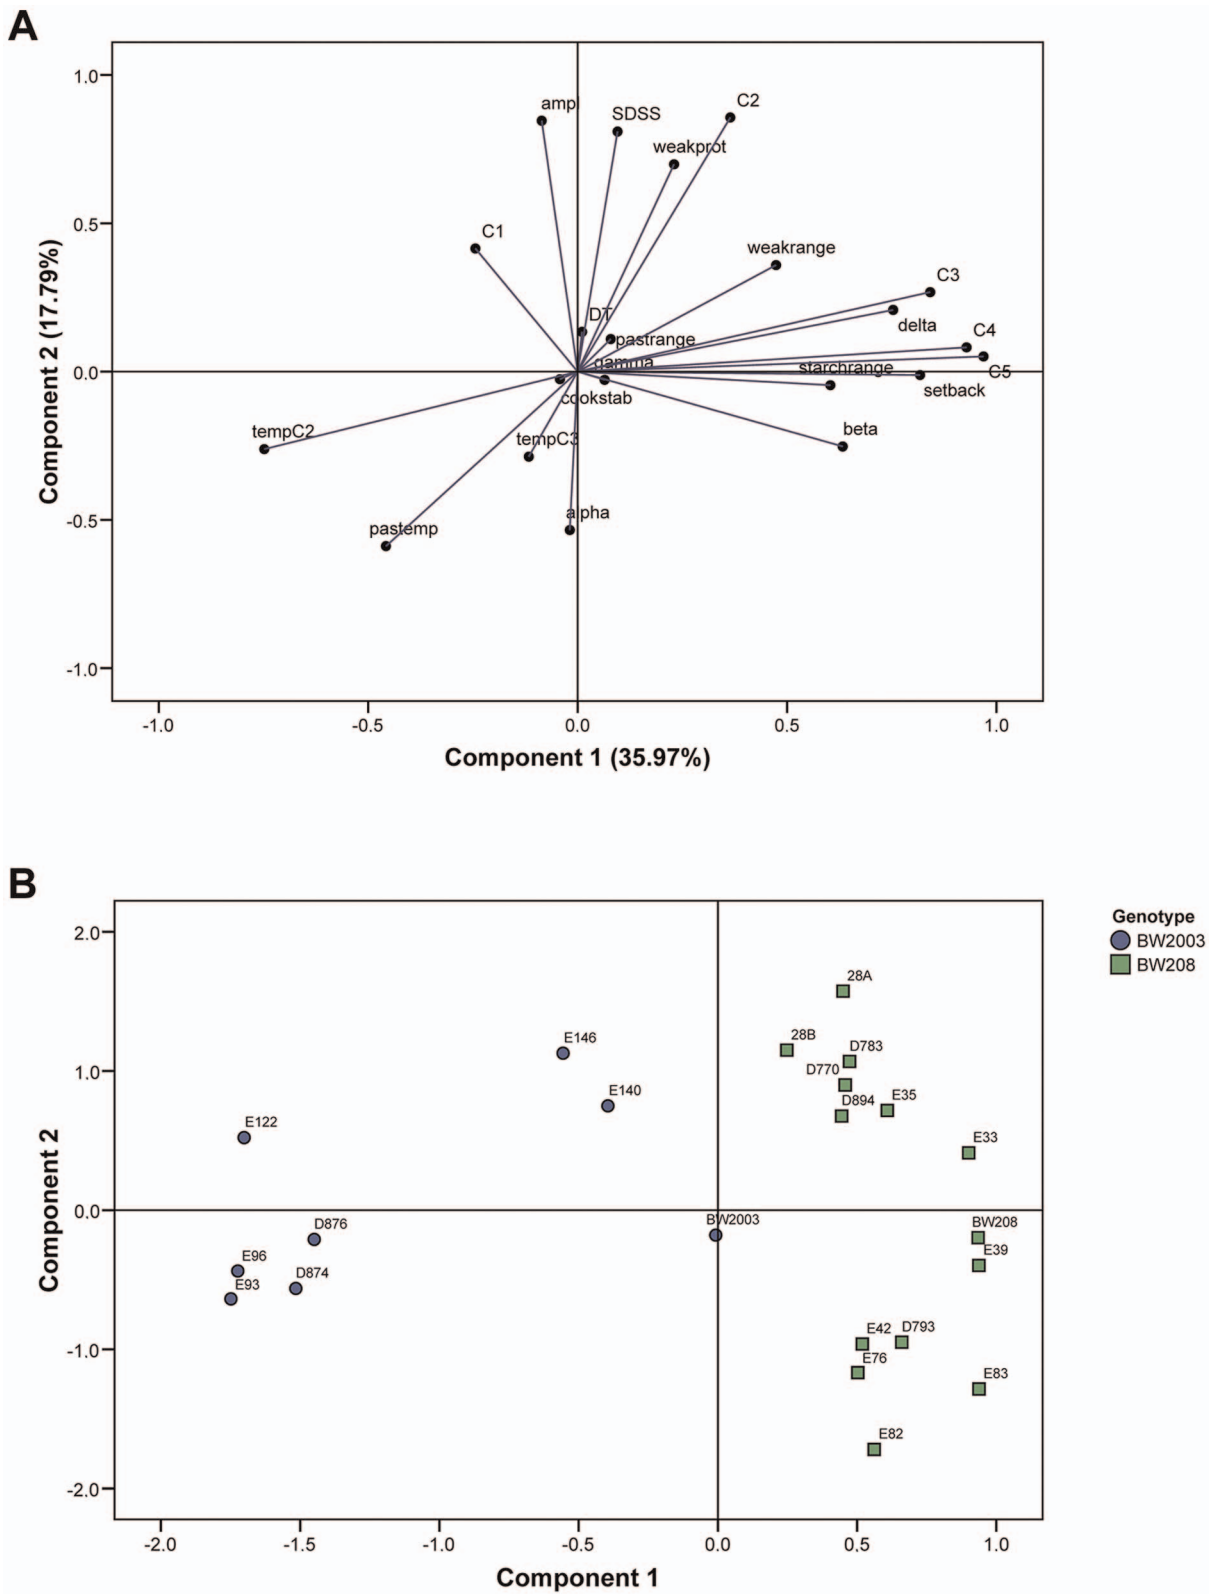 A
1.0
ampl
SDSS
C2
weakprot
0.5
C1
weakrange
C3
DT
delta
pastrange
C4
gamma
0.0
starchrange
C5
setback
cookstab
tempC2
tempC3
beta
-0.5
alpha
pastemp
-1.0
-1.0 -0.5 0.0 0.5 1.0
Component 1 (35.97%)
Component 2 (17.79%)
B
Genotype
BW2003
BW208
2.0
28A
28B
E146
D783
1.0
D770
E140
D894
E35
E122
E33
0.0
D876
BW2003
BW208
E39
E96
D874
E93
-1.0
E42
D793
E76
E83
E82
-2.0
-2.0 -1.5 -1.0 -0.5 0.0 0.5 1.0
Component 1
Component 2